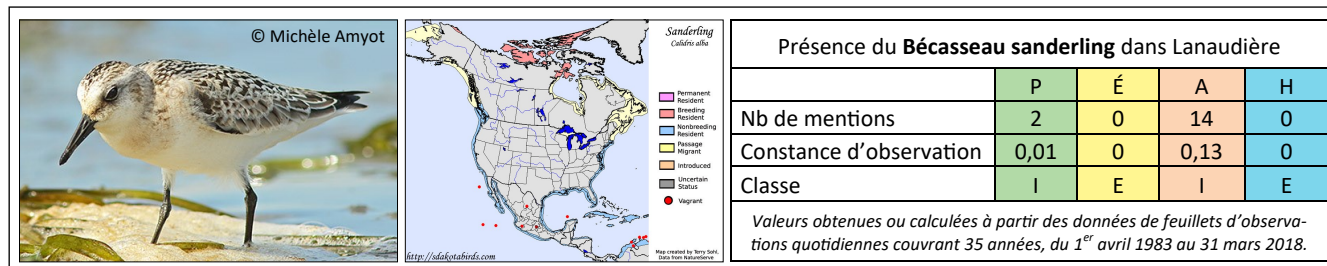 © Michèle Amyot
Sanderling
Calidris alba
Permanent
Resident
Breeding
Resident
Nonbreeding
Resident
Passage
Migrant
Introduced
Uncertain
Status
Vagrant
Map created by Terry Sohl,
Data from NatureServe
http://sdakotabirds.com
Présence du Bécasseau sanderling dans Lanaudière
P É A H
Nb de mentions 2 0 14 0
Constance d’observation 0,01 0 0,13 0
Classe I E I E
Valeurs obtenues ou calculées à partir des données de feuillets d’observa-
tions quotidiennes couvrant 35 années, du 1er avril 1983 au 31 mars 2018.